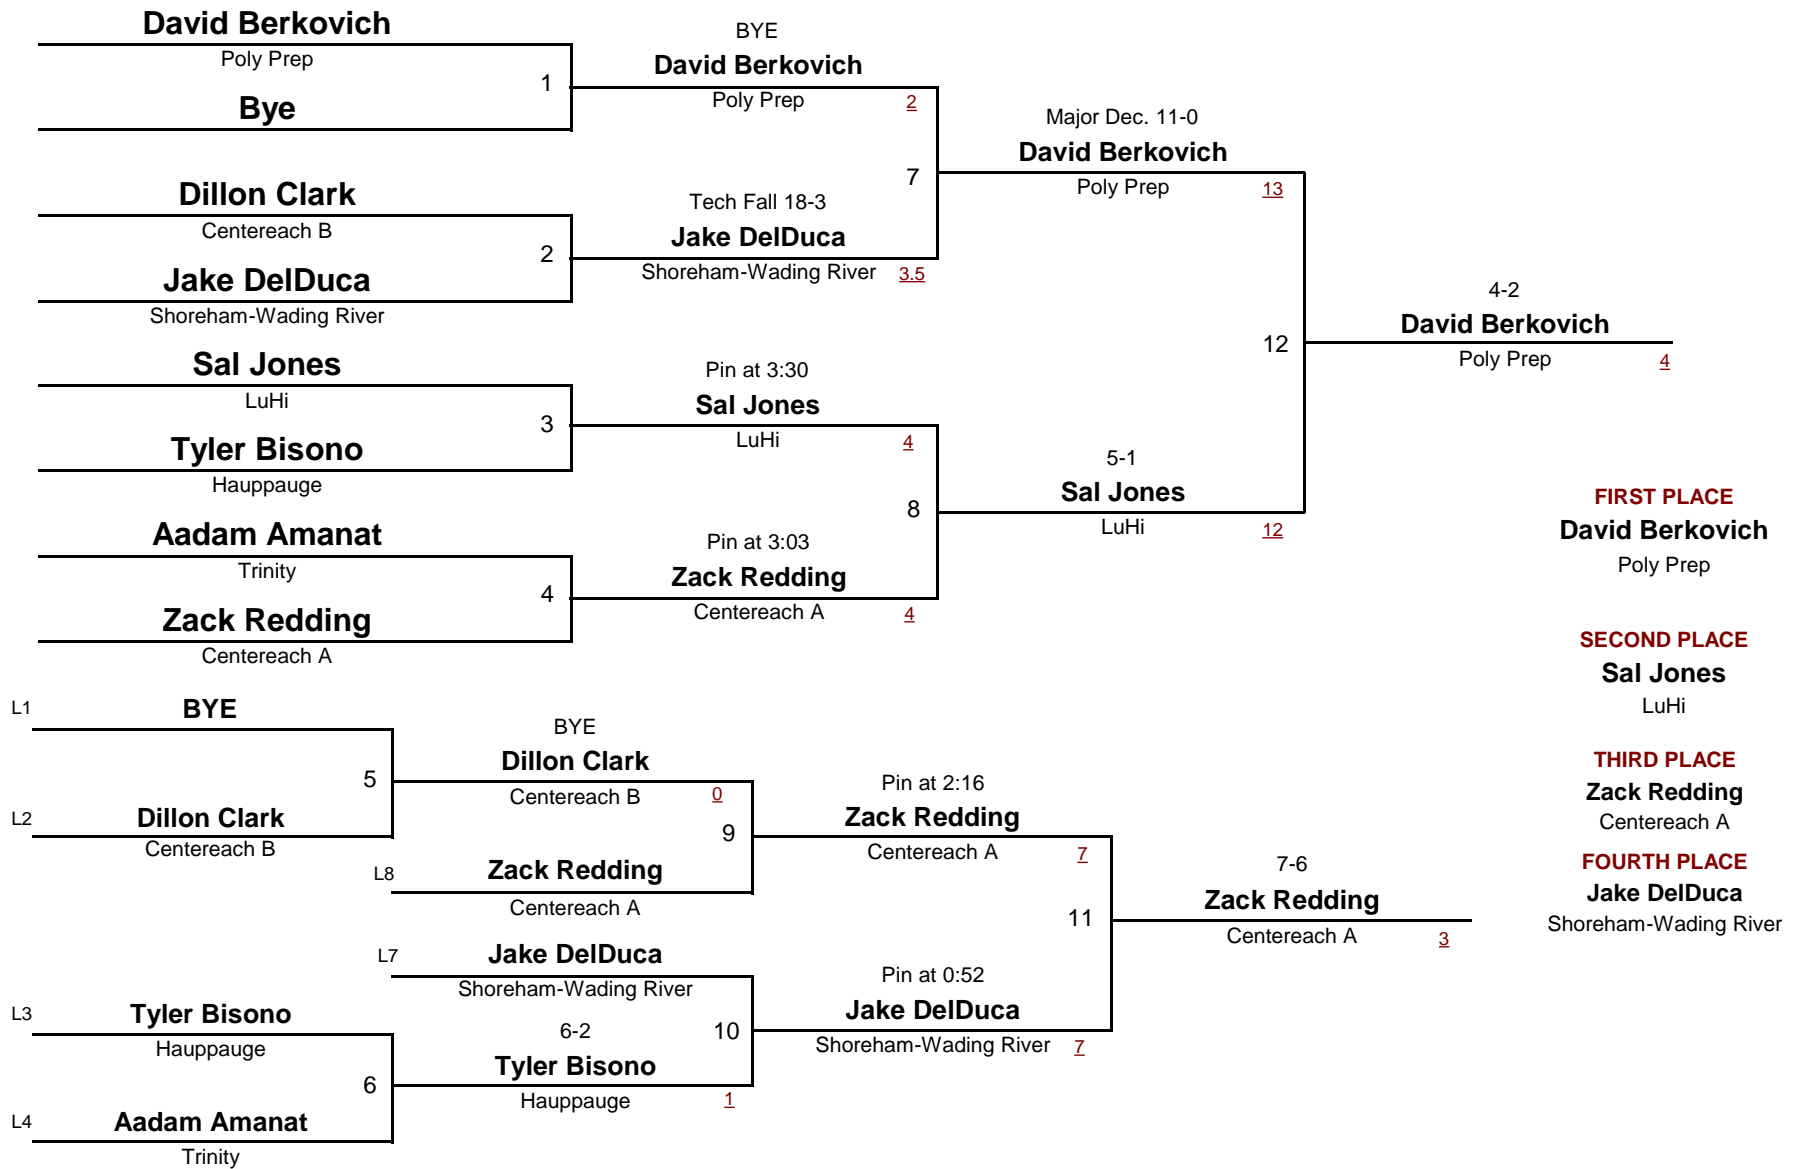 David Berkovich
Poly Prep
1
Bye
BYE
David Berkovich
Poly Prep
2
Dillon Clark
Centereach B
2
Jake DelDuca
Shoreham-Wading River
Tech Fall 18-3
Jake DelDuca
Shoreham-Wading River
3.5
7
Major Dec. 11-0
David Berkovich
Poly Prep
13
Sal Jones
LuHi
3
Tyler Bisono
Hauppauge
Pin at 3:30
Sal Jones
LuHi
4
Aadam Amanat
Trinity
4
Zack Redding
Centereach A
Pin at 3:03
Zack Redding
Centereach A
4
8
5-1
Sal Jones
LuHi
12
12
4-2
David Berkovich
Poly Prep
4
FIRST PLACE
David Berkovich
Poly Prep
SECOND PLACE
Sal Jones
LuHi
THIRD PLACE
Zack Redding
Centereach A
FOURTH PLACE
Jake DelDuca
Shoreham-Wading River
L1
BYE
5
L2
Dillon Clark
Centereach B
BYE
Dillon Clark
Centereach B
0
9
L8
Zack Redding
Centereach A
Pin at 2:16
Zack Redding
Centereach A
7
L7
Jake DelDuca
Shoreham-Wading River
L3
Tyler Bisono
Hauppauge
6
L4
Aadam Amanat
Trinity
6-2
Tyler Bisono
Hauppauge
1
10
Pin at 0:52
Jake DelDuca
Shoreham-Wading River
7
11
7-6
Zack Redding
Centereach A
3